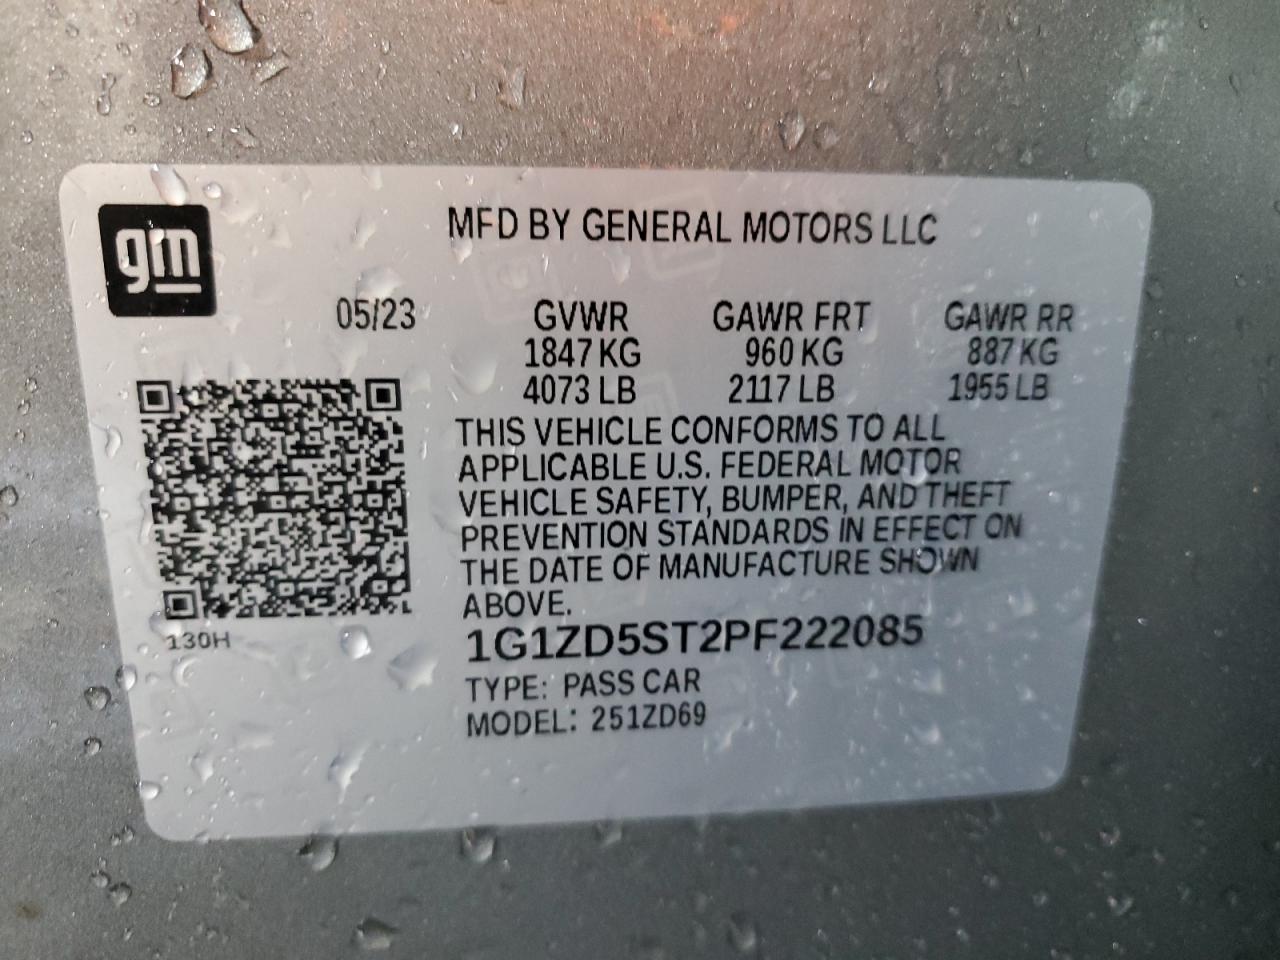 gm
MFD BY GENERAL MOTORS LLC
05/23 GVWR GAWR FRT GAWR RR
1847 KG 960 KG 887 KG
4073 LB 2117 LB 1955 LB
THIS VEHICLE CONFORMS TO ALL
APPLICABLE U.S. FEDERAL MOTOR
VEHICLE SAFETY, BUMPER, AND THEFT
PREVENTION STANDARDS IN EFFECT ON
THE DATE OF MANUFACTURE SHOWN
ABOVE.
130H
1G1ZD5ST2PF222085
TYPE: PASS CAR
MODEL: 251ZD69